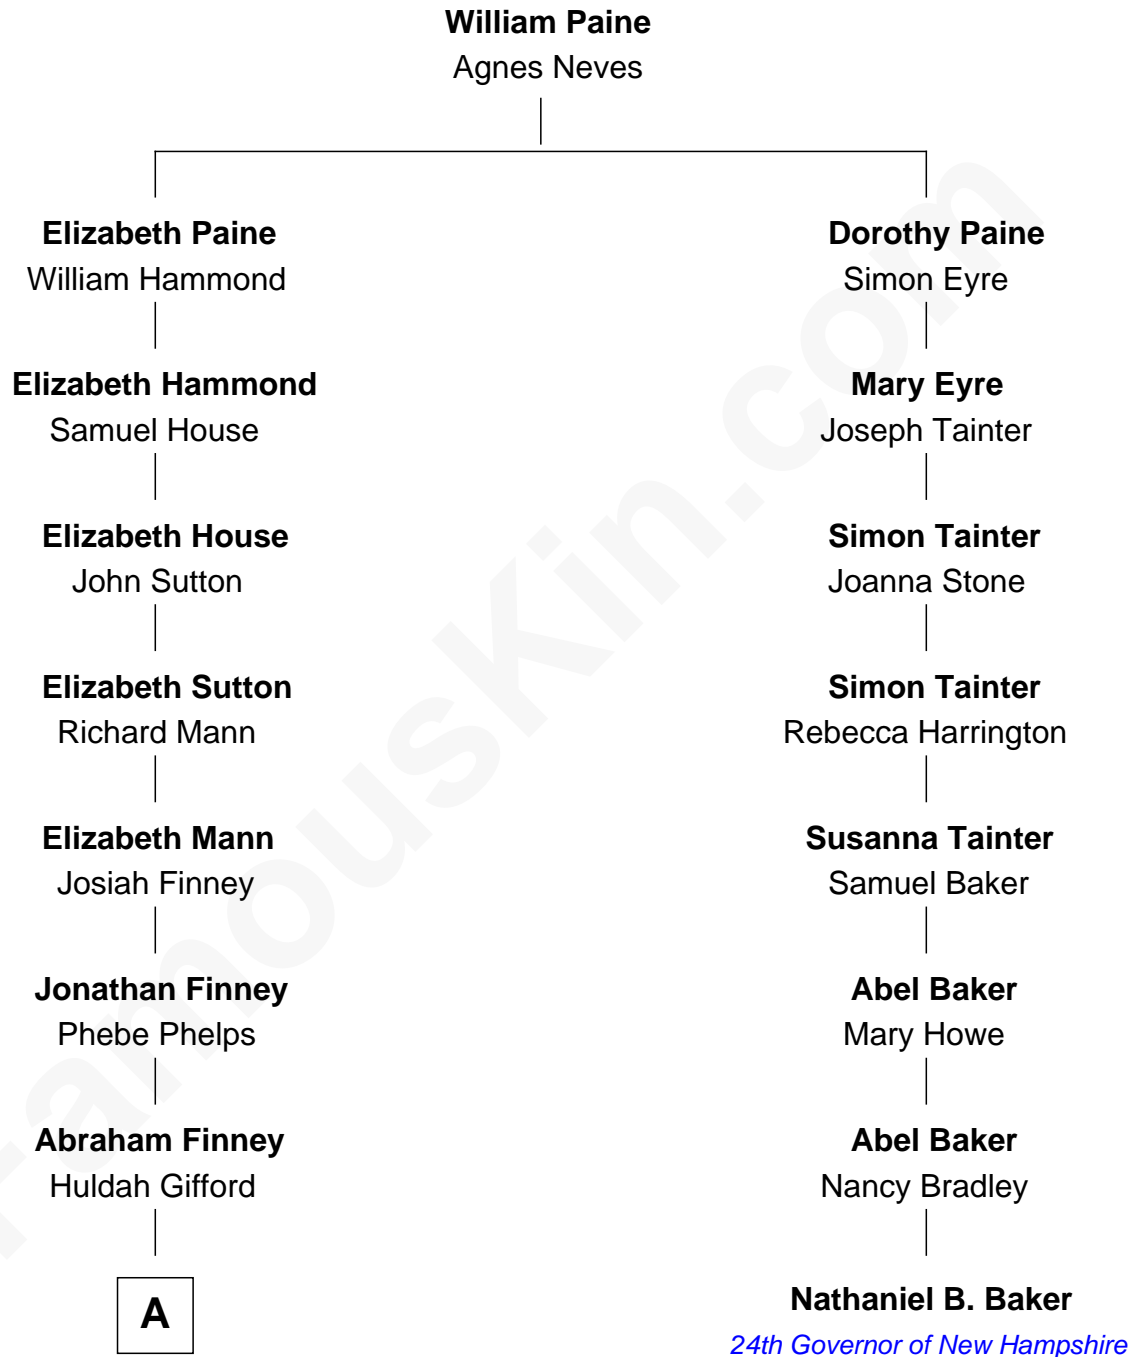 William Paine
Agnes Neves
Elizabeth Paine
William Hammond
Dorothy Paine
Simon Eyre
Elizabeth Hammond
Samuel House
Mary Eyre
Joseph Tainter
Elizabeth House
John Sutton
Simon Tainter
Joanna Stone
Elizabeth Sutton
Richard Mann
Simon Tainter
Rebecca Harrington
Elizabeth Mann
Josiah Finney
Susanna Tainter
Samuel Baker
Jonathan Finney
Phebe Phelps
Abel Baker
Mary Howe
Abraham Finney
Huldah Gifford
Abel Baker
Nancy Bradley
A
Nathaniel B. Baker
24th Governor of New Hampshire
FamousKin.com